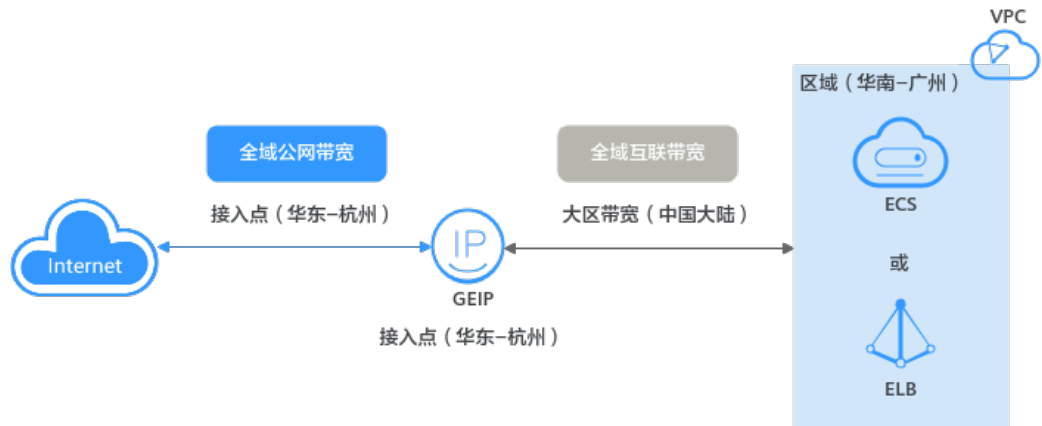 VPC
区域（华南-广州）
全域公网带宽
全域互联带宽
接入点（华东-杭州）
大区带宽（中国大陆）
ECS
Internet
IP
或
GEIP
接入点（华东-杭州）
ELB